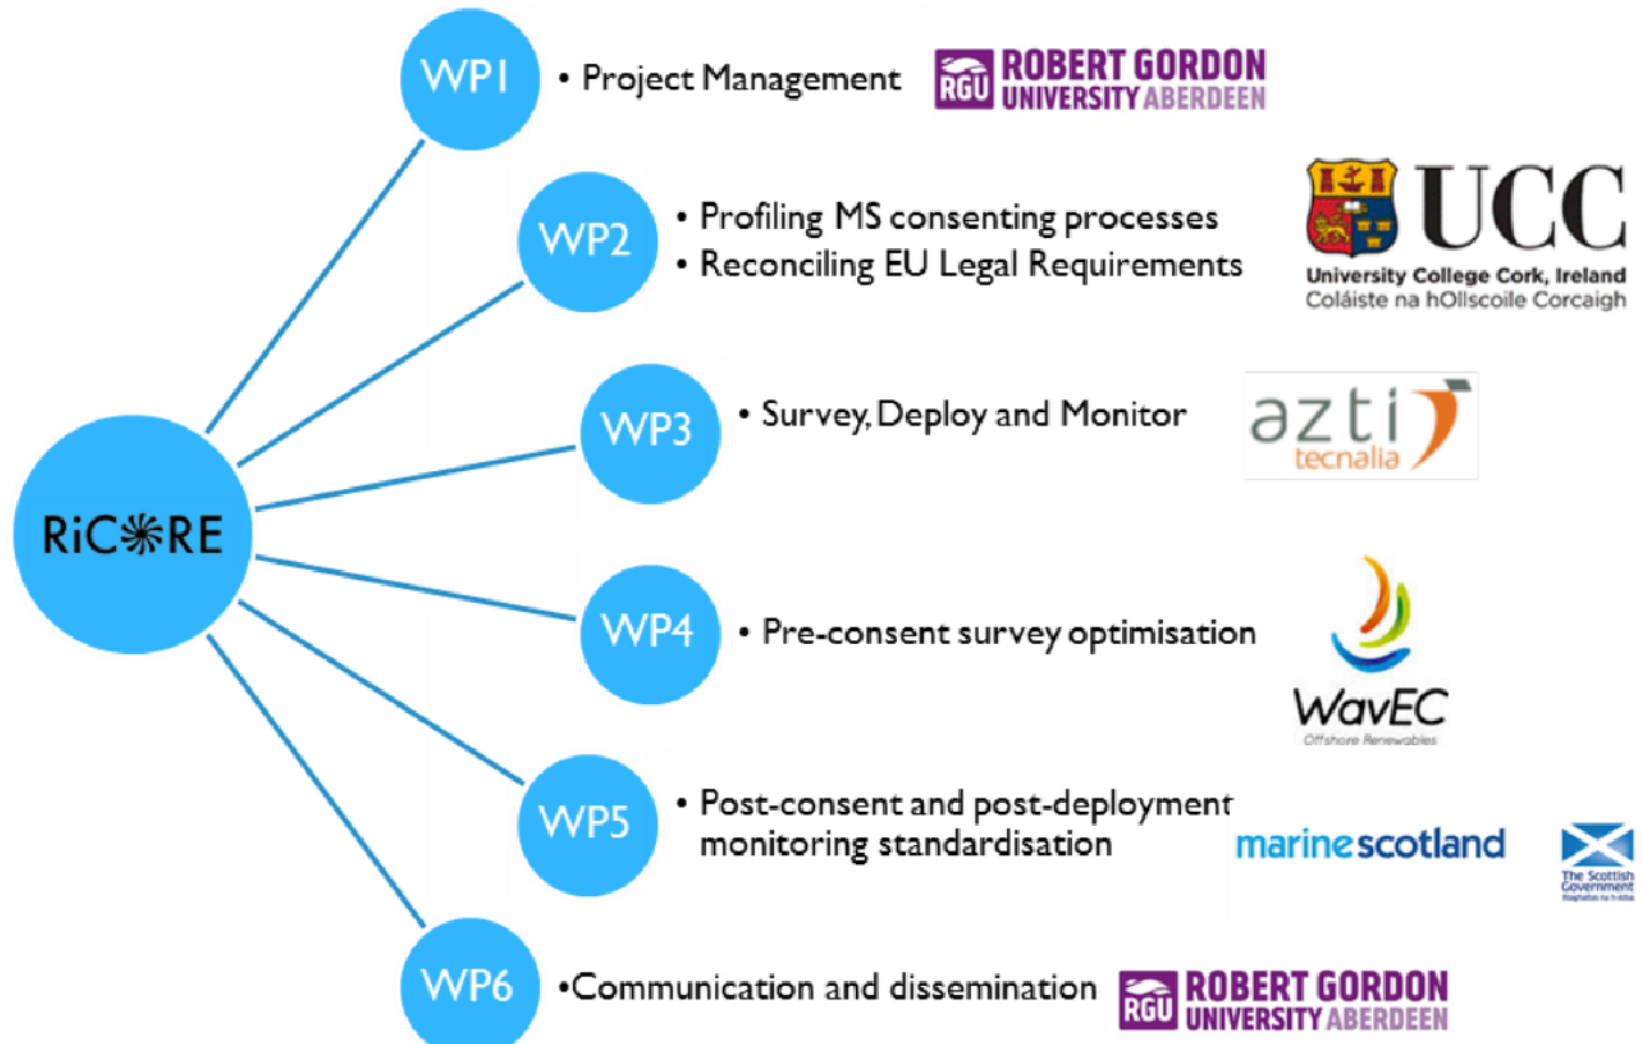 WP1
• Project Management
RGU
ROBERT GORDON
UNIVERSITY ABERDEEN
WP2
• Profiling MS consenting processes
• Reconciling EU Legal Requirements
UCC
University College Cork, Ireland
Coláiste na hOllscoile Corcaigh
WP3
• Survey, Deploy and Monitor
azti
tecnalia
RiCORE
WP4
• Pre-consent survey optimisation
WavEC
Offshore Renewables
WP5
• Post-consent and post-deployment
monitoring standardisation
marinescotland
The Scottish
Government
WP6
•Communication and dissemination
RGU
ROBERT GORDON
UNIVERSITY ABERDEEN